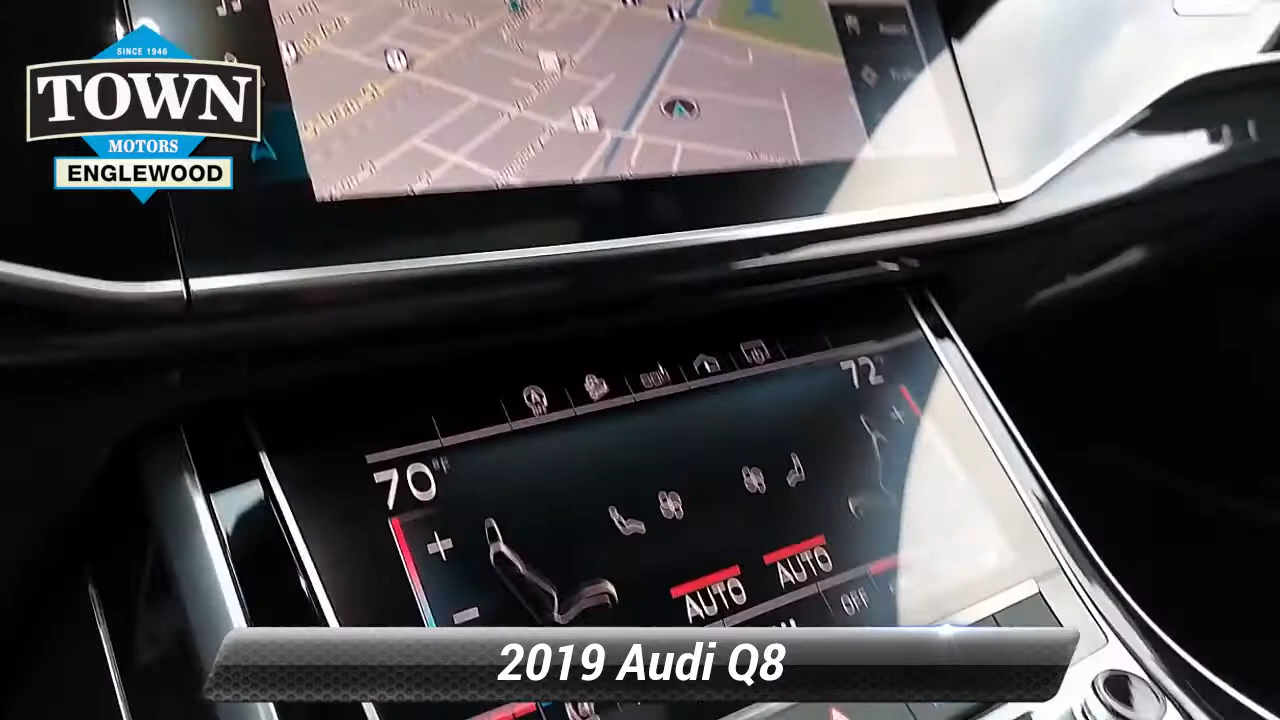 SINCE 1946
TOWN
MOTORS
ENGLEWOOD
72°
70°F
AUTO
AUTO
OFF
2019 Audi Q8